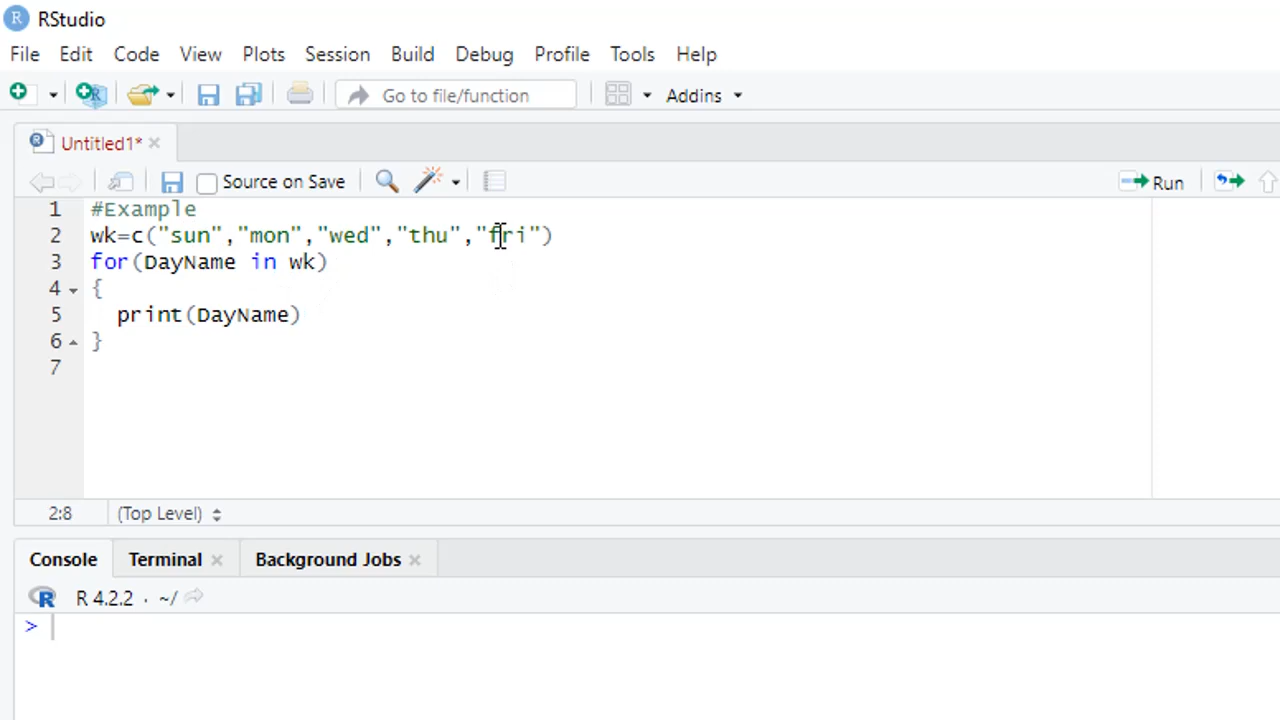 RStudio
File Edit Code View Plots Session Build Debug Profile Tools Help
Go to file/function Addins
Untitled1*
Source on Save Run
1 #Example
2 wk=c("sun","mon","wed","thu","fri")
3 for(DayName in wk)
4 {
5 print(DayName)
6 }
7
2:8 (Top Level)
Console Terminal Background Jobs
R 4.2.2 · ~/
>